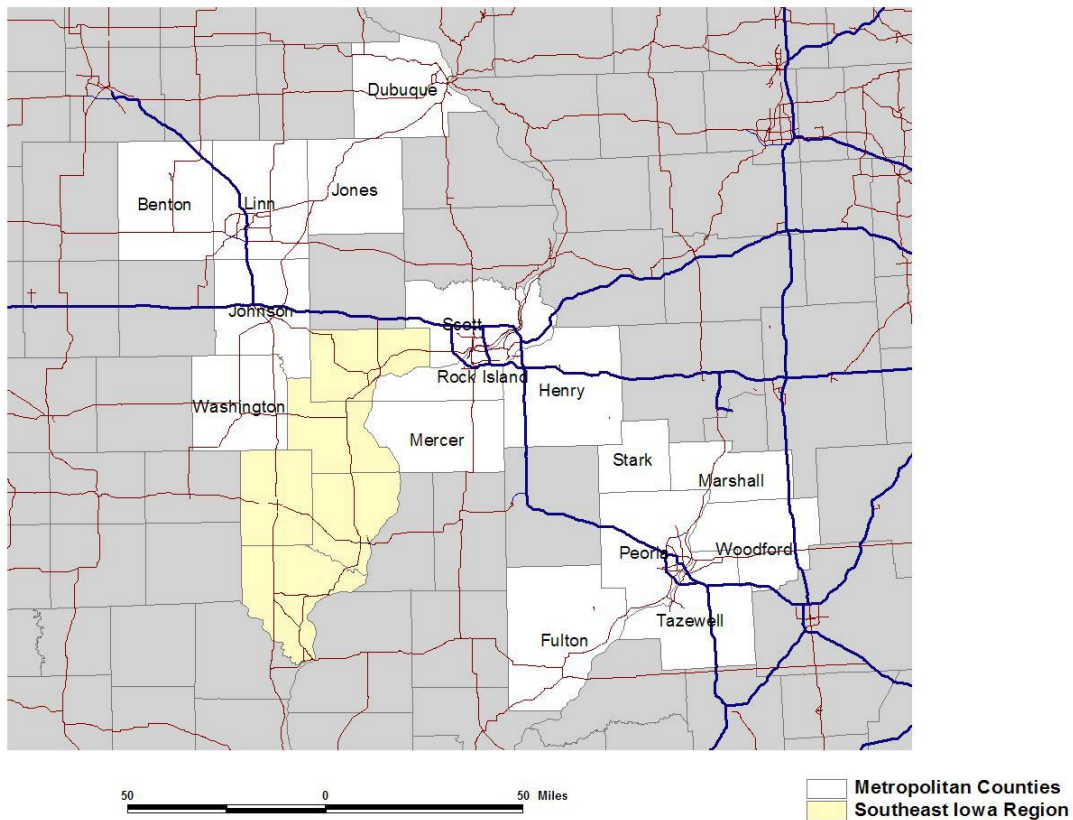 Dubuque
Benton
Linn
Jones
Johnson
Scott
Rock Island
Henry
Washington
Mercer
Stark
Marshall
Peoria
Woodford
Tazewell
Fulton
50 0 50 Miles
Metropolitan Counties
Southeast Iowa Region